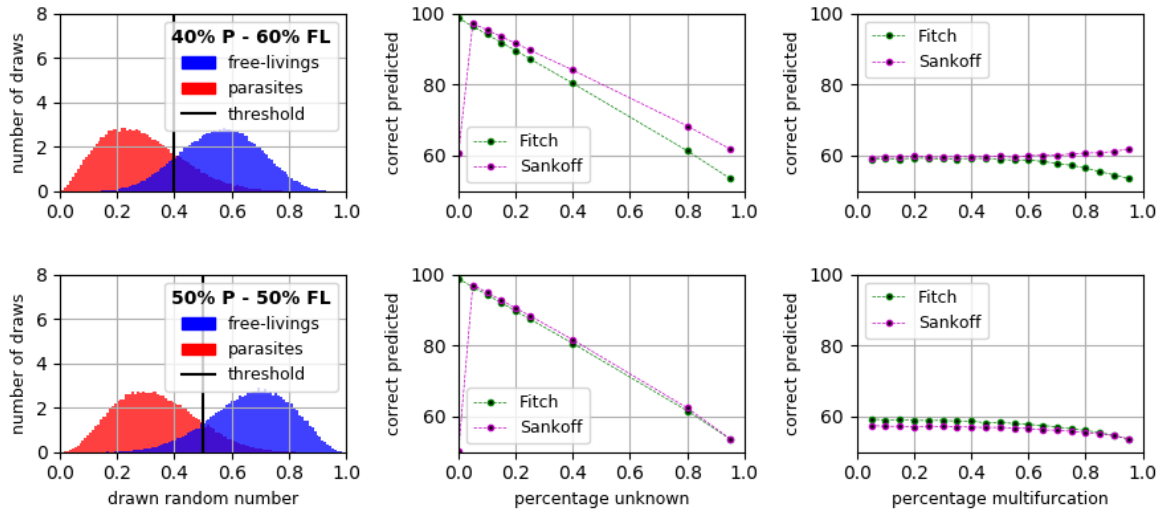 8
6
4
2
0
number of draws
40% P - 60% FL
free-livings
parasites
threshold
0.0 0.2 0.4 0.6 0.8 1.0
100
80
60
correct predicted
Fitch
Sankoff
0.0 0.2 0.4 0.6 0.8 1.0
100
80
60
correct predicted
Fitch
Sankoff
0.0 0.2 0.4 0.6 0.8 1.0
8
6
4
2
0
number of draws
50% P - 50% FL
free-livings
parasites
threshold
0.0 0.2 0.4 0.6 0.8 1.0
drawn random number
100
80
60
correct predicted
Fitch
Sankoff
0.0 0.2 0.4 0.6 0.8 1.0
percentage unknown
100
80
60
correct predicted
Fitch
Sankoff
0.0 0.2 0.4 0.6 0.8 1.0
percentage multifurcation